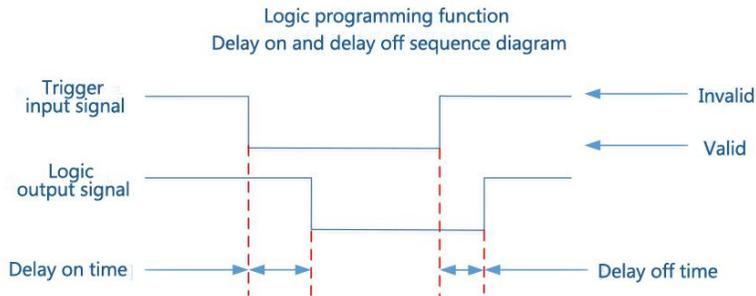 Logic programming function
Delay on and delay off sequence diagram
Trigger
input signal
Invalid
Valid
Logic
output signal
Delay on time
Delay off time